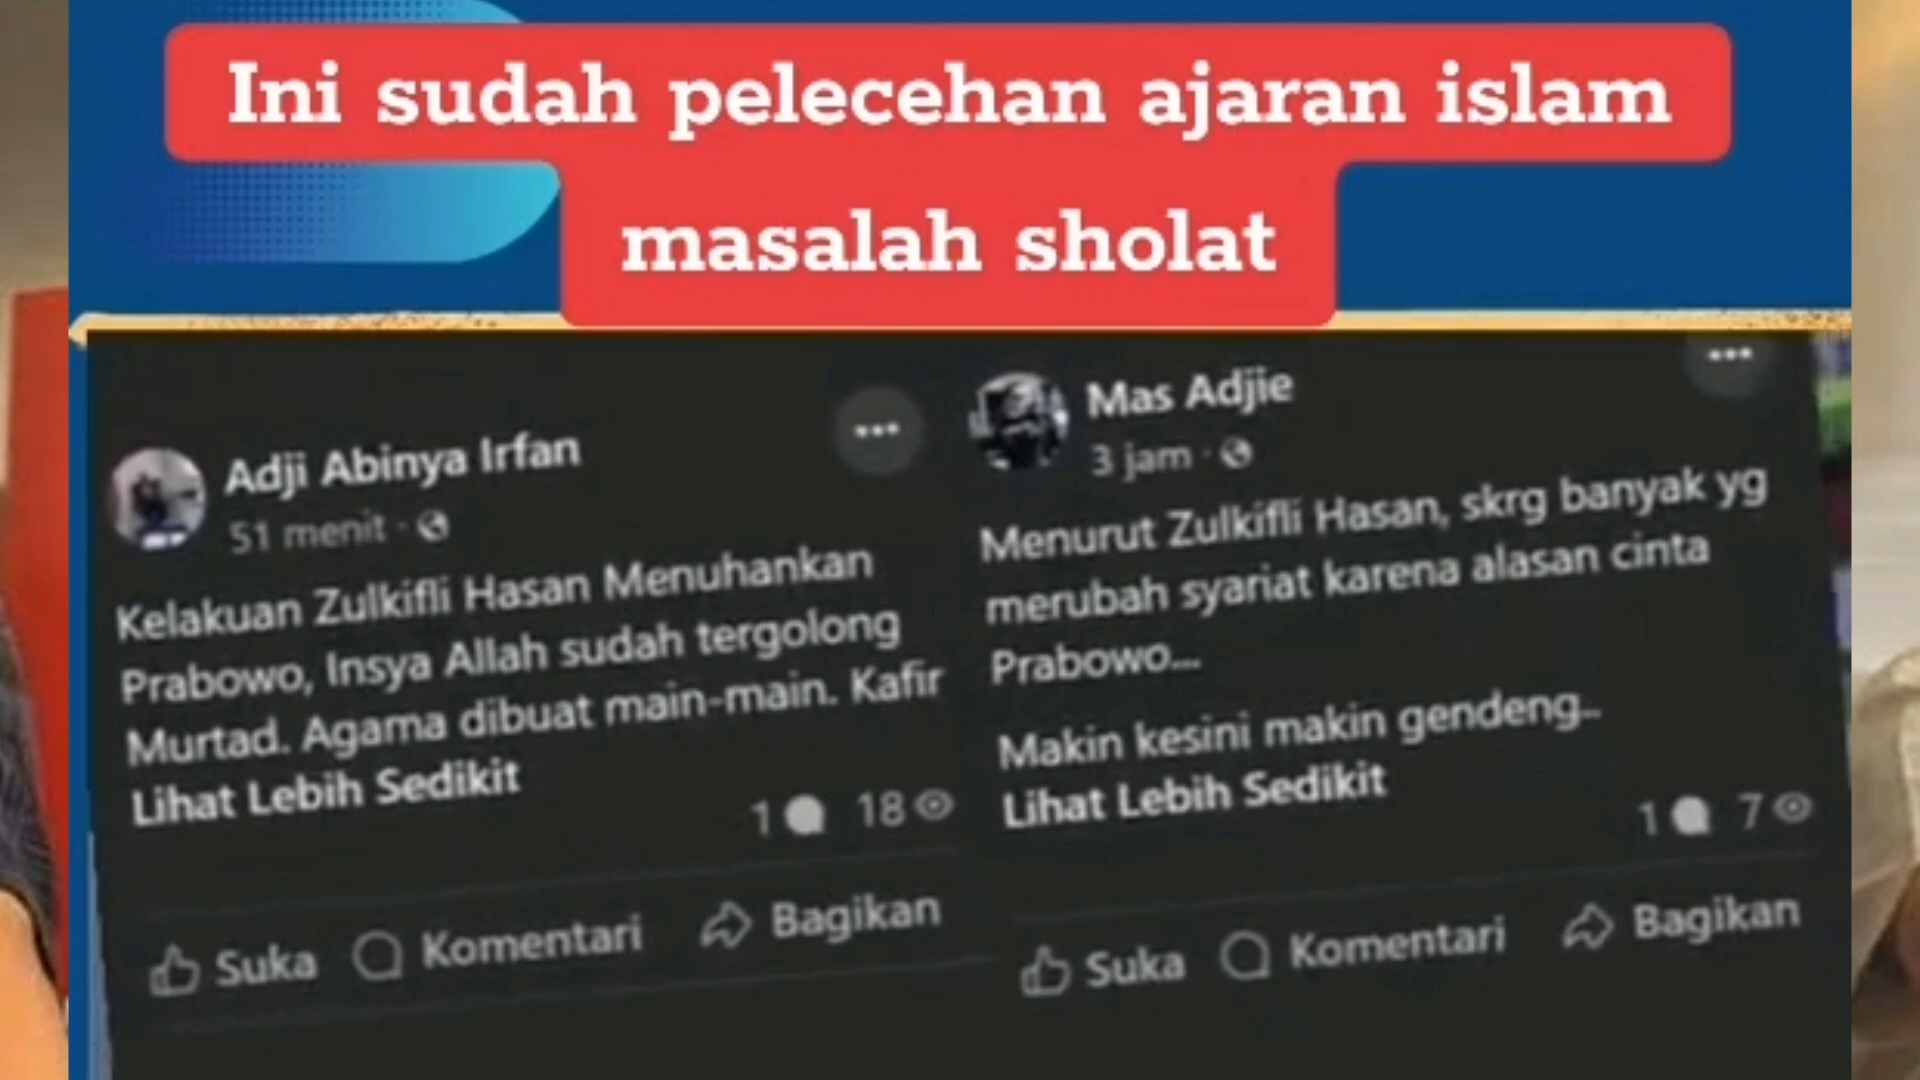 Ini sudah pelecehan ajaran islam
masalah sholat
Adji Abinya Irfan
51 menit ·
Kelakuan Zulkifli Hasan Menuhankan
Prabowo, Insya Allah sudah tergolong
Murtad. Agama dibuat main-main. Kafir
Lihat Lebih Sedikit
1 18
Suka Komentari Bagikan
Mas Adjie
3 jam ·
Menurut Zulkifli Hasan, skrg banyak yg
merubah syariat karena alasan cinta
Prabowo...
Makin kesini makin gendeng..
Lihat Lebih Sedikit
1 7
Suka Komentari Bagikan